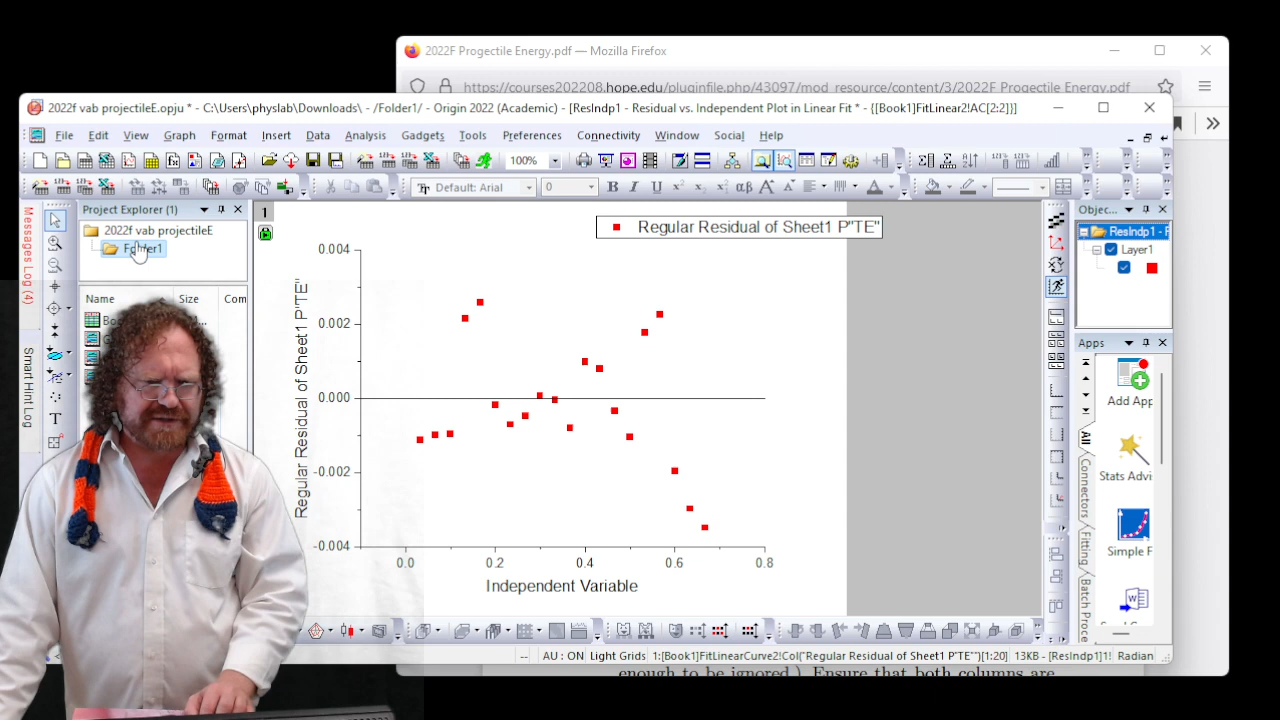 2022F Progectile Energy.pdf — Mozilla Firefox
https://courses202208.hope.edu/pluginfile.php/43097/mod_resource/content/3/2022F Progectile Energy.pdf
2022f vab projectileE.opju * - C:\Users\physlab\Downloads\ - /Folder1/ - Origin 2022 (Academic) - [ResIndp1 - Residual vs. Independent Plot in Linear Fit * - {[Book1]FitLinear2!AC[2:2]}]
File Edit View Graph Format Insert Data Analysis Gadgets Tools Preferences Connectivity Window Social Help
100%
Default: Arial 0 B I U
Messages Log (4)
Smart Hint Log
Project Explorer (1)
2022f vab projectileE
Folder1
Name Size Com
1
Regular Residual of Sheet1 P"TE"
Regular Residual of Sheet1 P"TE"
0.004
0.002
0.000
-0.002
-0.004
0.0 0.2 0.4 0.6 0.8
Independent Variable
Objec...
ResIndp1 -
Layer1
Apps
Add App
Stats Advi
Simple F
All
Connectors
Fitting
Batch Proce
AU : ON Light Grids 1:[Book1]FitLinearCurve2!Col("Regular Residual of Sheet1 P"TE"")[1:20] 13KB - [ResIndp1]1! Radian
enough to be ignored.) Ensure that both columns are